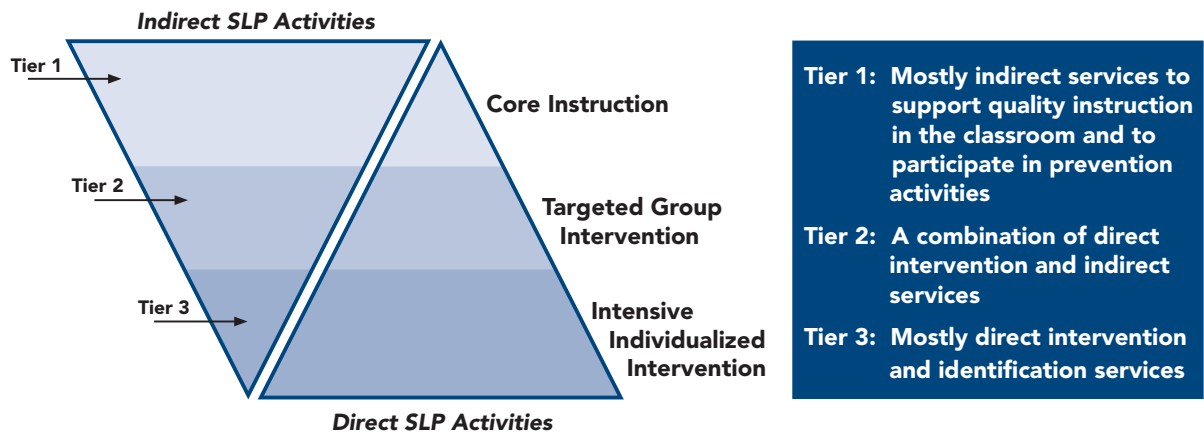 Indirect SLP Activities
Tier 1
Core Instruction
Tier 2
Targeted Group
Intervention
Tier 3
Intensive
Individualized
Intervention
Direct SLP Activities
Tier 1: Mostly indirect services to
support quality instruction
in the classroom and to
participate in prevention
activities
Tier 2: A combination of direct
intervention and indirect
services
Tier 3: Mostly direct intervention
and identification services